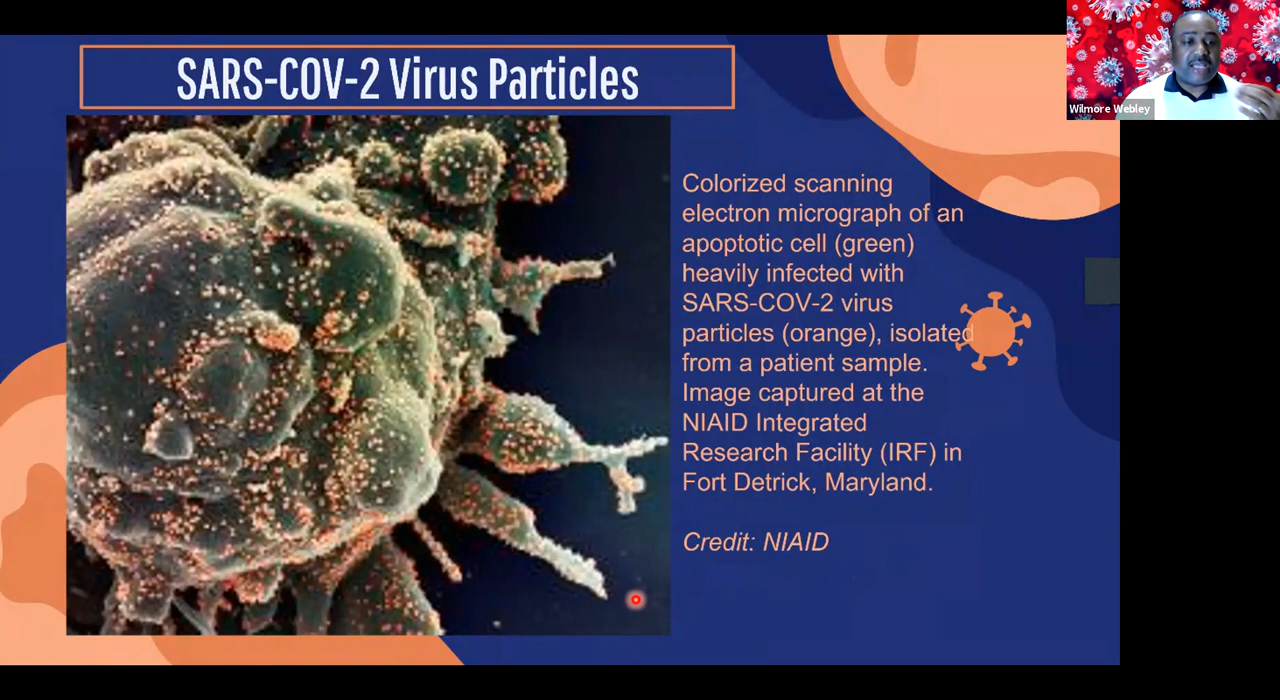 SARS-COV-2 Virus Particles
Wilmore Webley
Colorized scanning
electron micrograph of an
apoptotic cell (green)
heavily infected with
SARS-COV-2 virus
particles (orange), isolated
from a patient sample.
Image captured at the
NIAID Integrated
Research Facility (IRF) in
Fort Detrick, Maryland.
Credit: NIAID